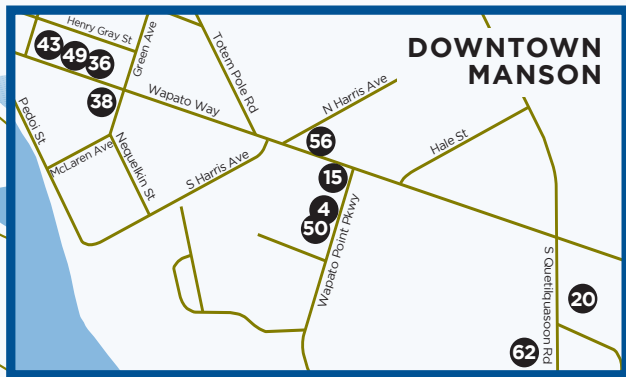 Henry Gray St
Green Ave
Totem Pole Rd
DOWNTOWN
MANSON
43
49
36
38
Wapato Way
N Harris Ave
Pedoi St
McLaren Ave
Nequelkin St
S Harris Ave
56
Hale St
15
4
50
Wapato Point Pkwy
S Quetilquasoon Rd
20
62